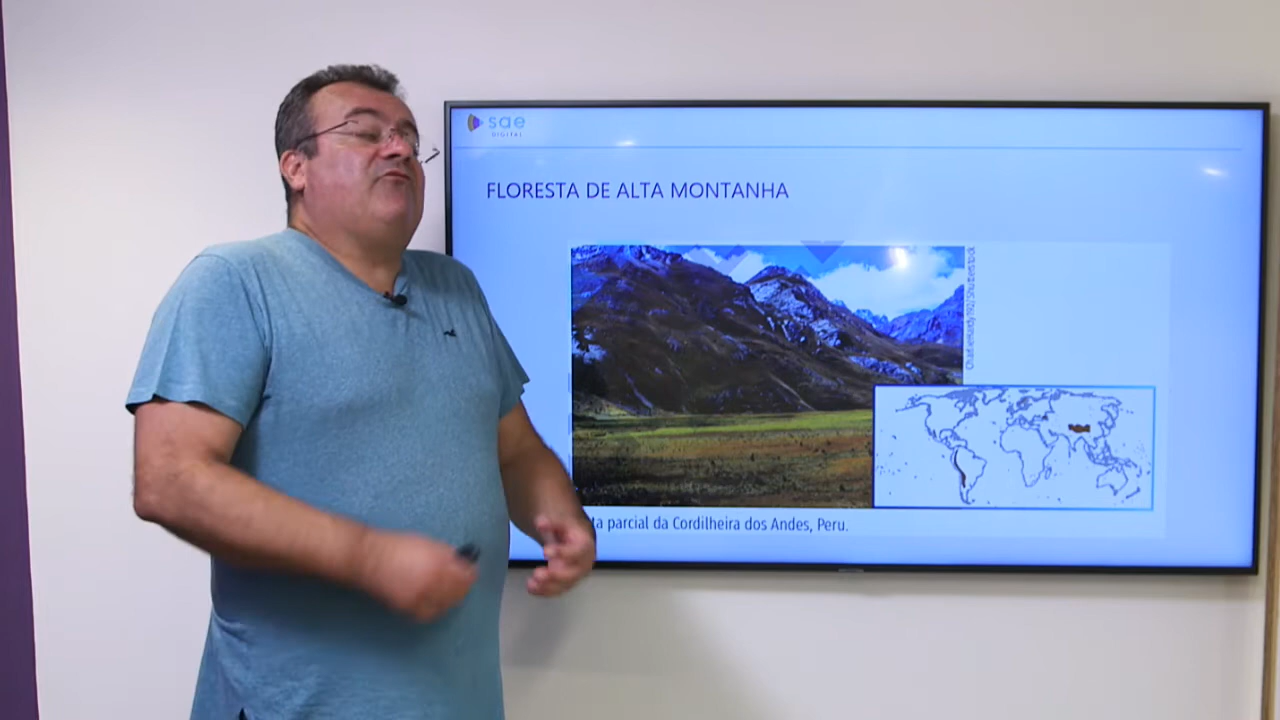 sae
DIGITAL
FLORESTA DE ALTA MONTANHA
parcial da Cordilheira dos Andes, Peru.